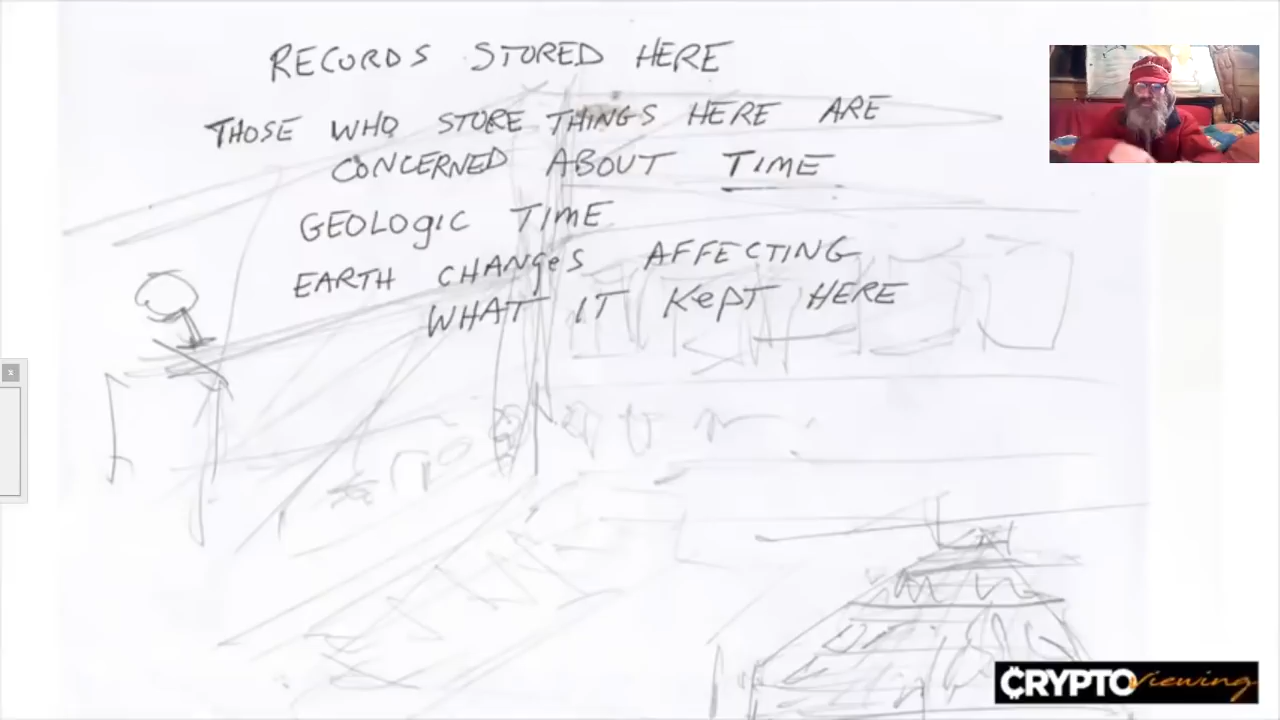 RECORDS STORED HERE
THOSE WHO STORE THINGS HERE ARE
CONCERNED ABOUT TIME
GEOLOGIC TIME
EARTH CHANGES AFFECTING
WHAT IT KEPT HERE
x
CRYPTO viewing